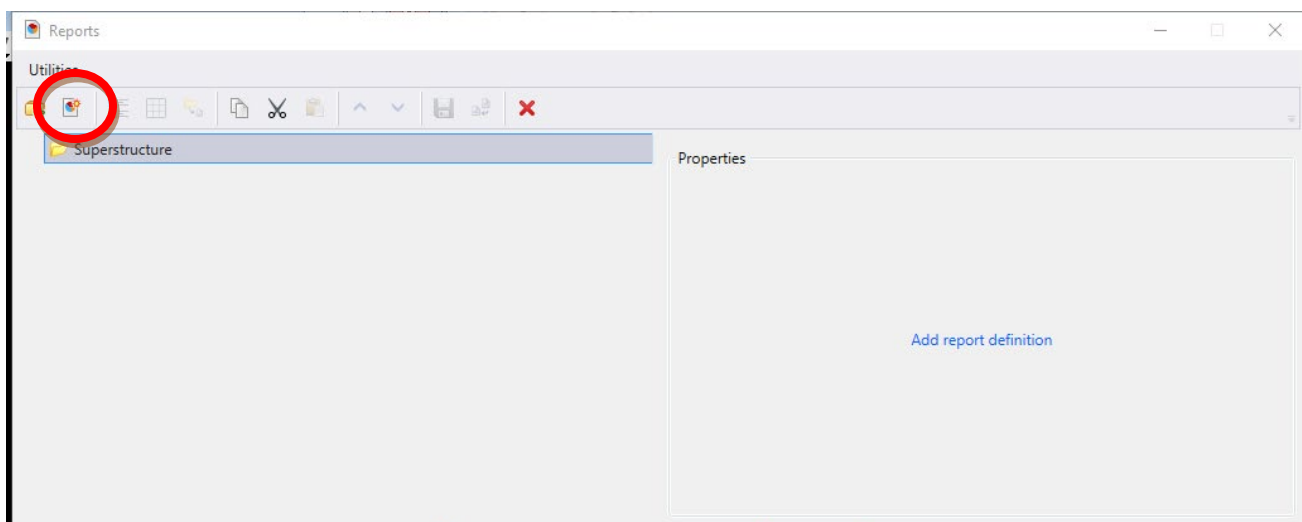 Reports
Utilities
Superstructure
Properties
Add report definition